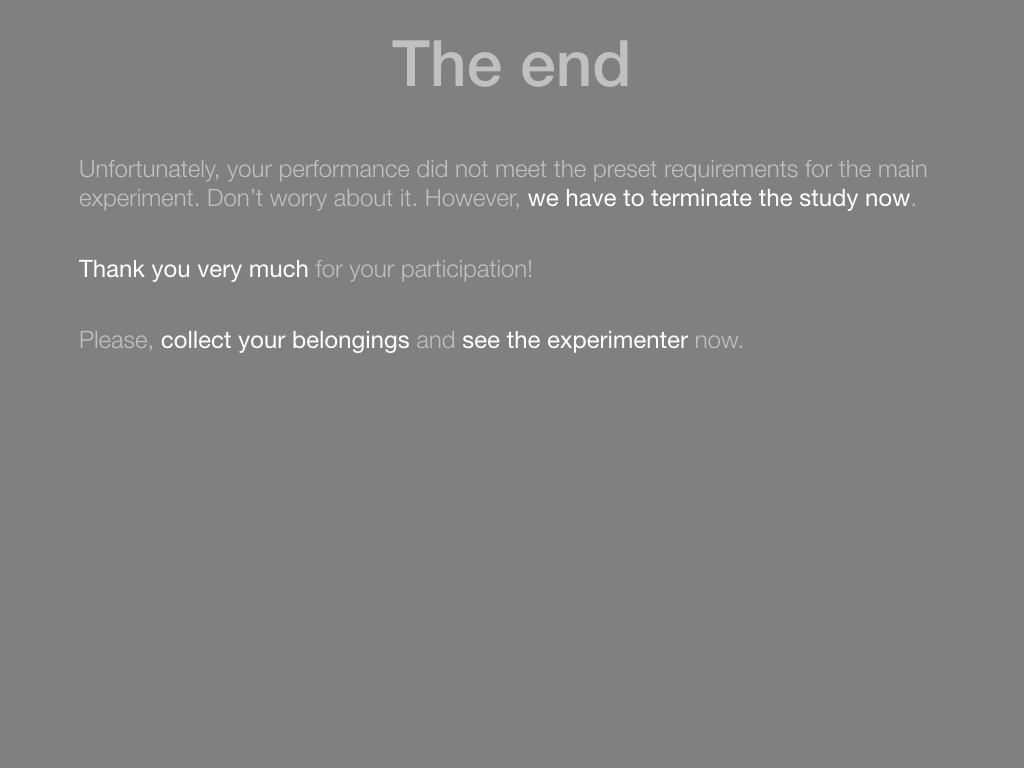 The end
Unfortunately, your performance did not meet the preset requirements for the main
experiment. Don’t worry about it. However, we have to terminate the study now.
Thank you very much for your participation!
Please, collect your belongings and see the experimenter now.